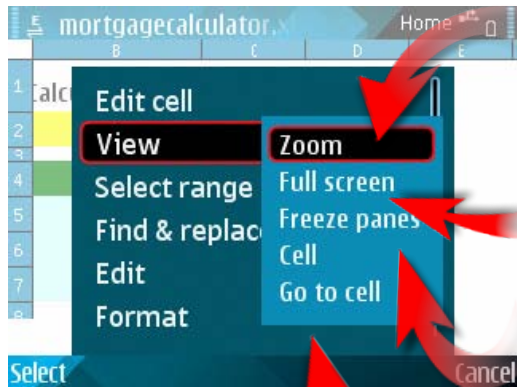 mortgagecalculator. Home
B C D E
1
2
3
4
5
6
7
8
Edit cell
View
Select range
Find & replac
Edit
Format
Zoom
Full screen
Freeze panes
Cell
Go to cell
Select Cancel